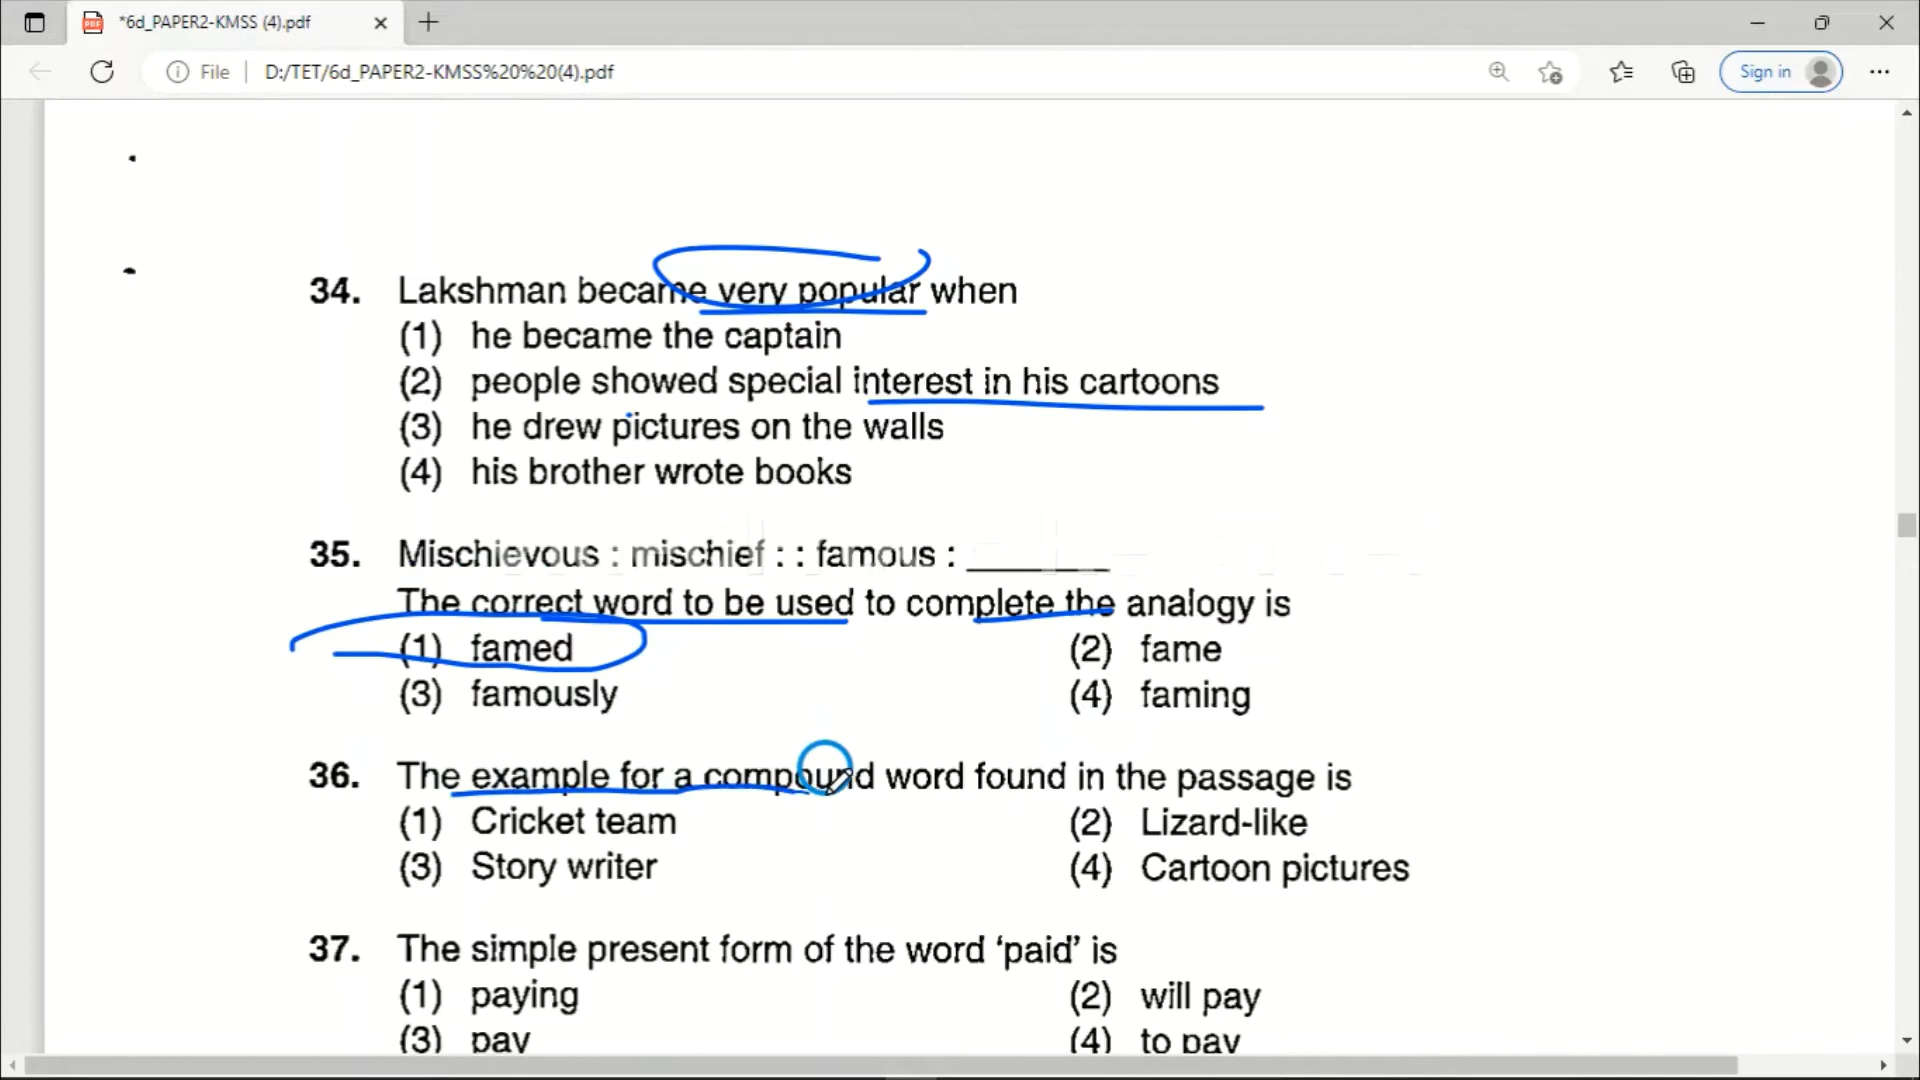 *6d_PAPER2-KMSS (4).pdf
File D:/TET/6d_PAPER2-KMSS%20%20(4).pdf Sign in
34. Lakshman became very popular when
(1) he became the captain
(2) people showed special interest in his cartoons
(3) he drew pictures on the walls
(4) his brother wrote books
35. Mischievous : mischief : : famous : ________
The correct word to be used to complete the analogy is
(1) famed (2) fame
(3) famously (4) faming
36. The example for a compound word found in the passage is
(1) Cricket team (2) Lizard-like
(3) Story writer (4) Cartoon pictures
37. The simple present form of the word ‘paid’ is
(1) paying (2) will pay
(3) pay (4) to pay